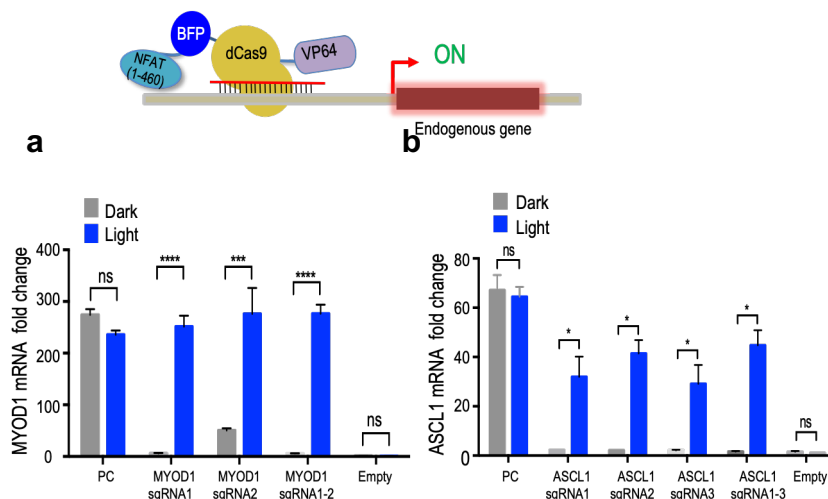 BFP
NFAT
(1-460)
dCas9
VP64
ON
Endogenous gene
a
Dark
Light
MYOD1 mRNA fold change
400
300
200
100
0
ns
****
***
****
ns
PC
MYOD1
sgRNA1
MYOD1
sgRNA2
MYOD1
sgRNA1-2
Empty
b
Dark
Light
ASCL1 mRNA fold change
80
60
40
20
0
ns
*
*
*
*
ns
PC
ASCL1
sgRNA1
ASCL1
sgRNA2
ASCL1
sgRNA3
ASCL1
sgRNA1-3
Empty